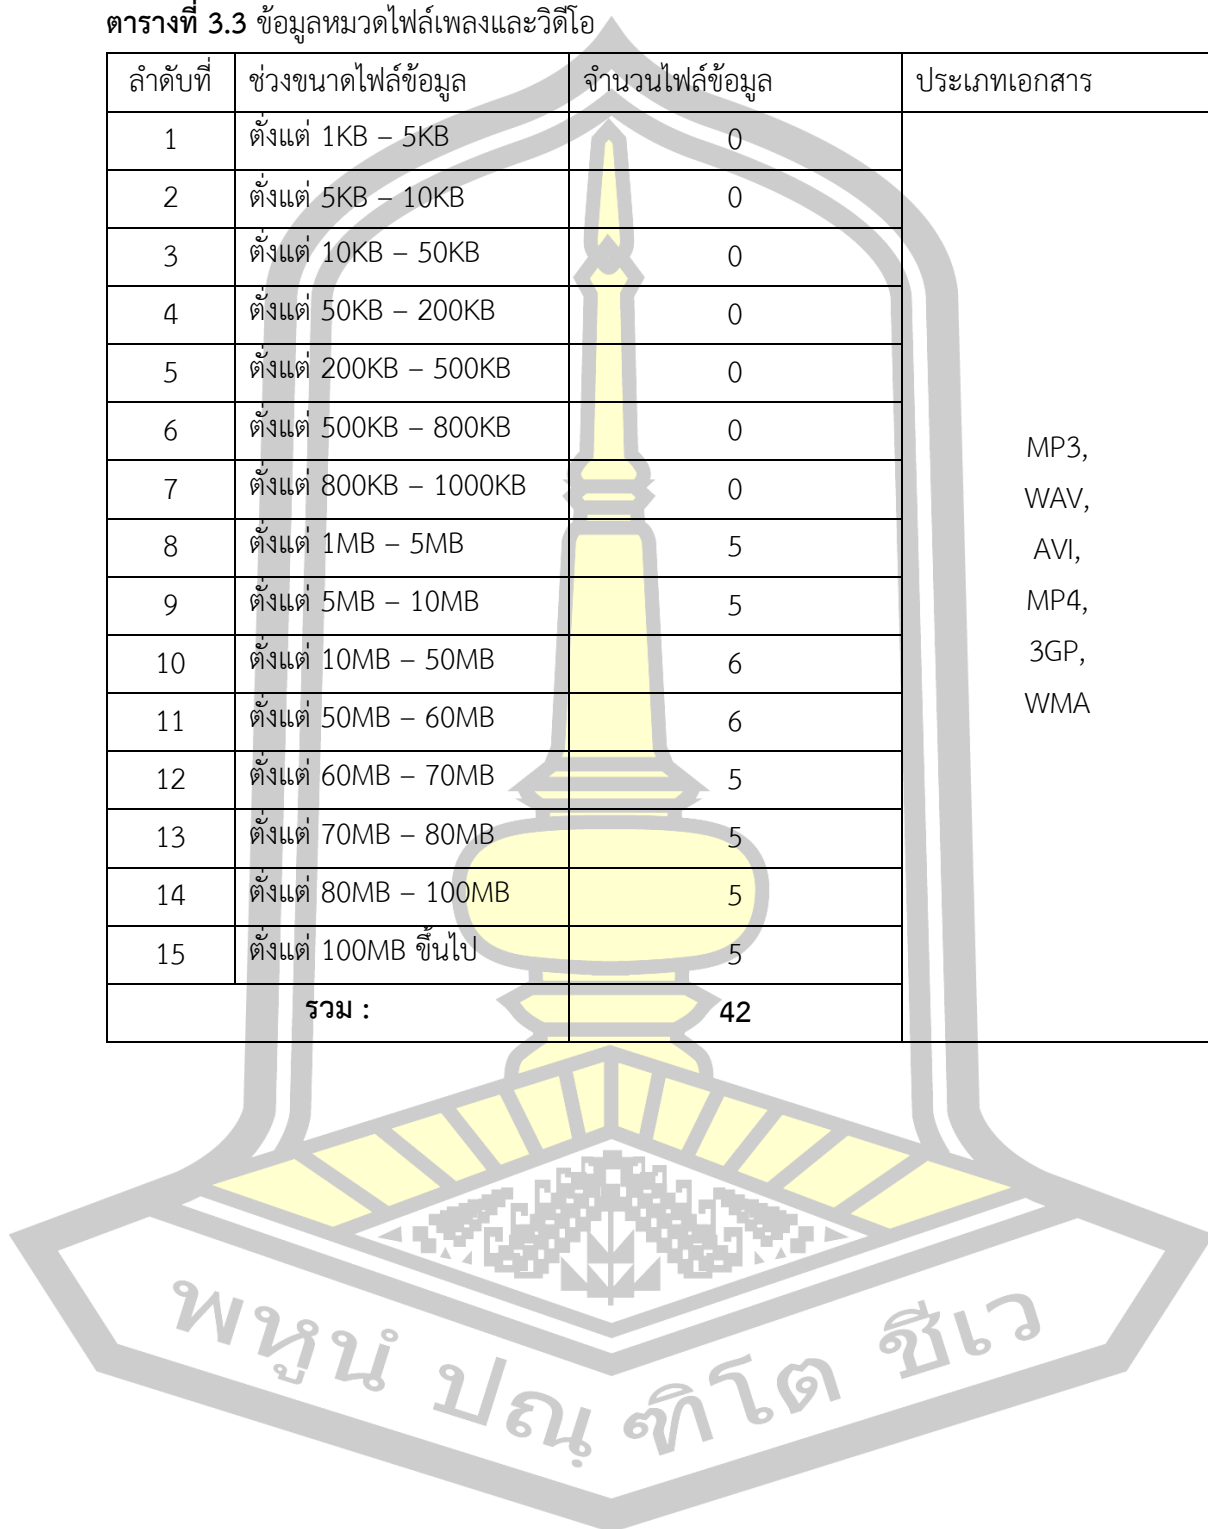 ตารางที่ 3.3 ข้อมูลหมวดไฟล์เพลงและวิดีโอ
ลำดับที่ ช่วงขนาดไฟล์ข้อมูล จำนวนไฟล์ข้อมูล ประเภทเอกสาร
1 ตั้งแต่ 1KB – 5KB 0
2 ตั้งแต่ 5KB – 10KB 0
3 ตั้งแต่ 10KB – 50KB 0
4 ตั้งแต่ 50KB – 200KB 0
5 ตั้งแต่ 200KB – 500KB 0
6 ตั้งแต่ 500KB – 800KB 0
7 ตั้งแต่ 800KB – 1000KB 0
8 ตั้งแต่ 1MB – 5MB 5
9 ตั้งแต่ 5MB – 10MB 5
10 ตั้งแต่ 10MB – 50MB 6
11 ตั้งแต่ 50MB – 60MB 6
12 ตั้งแต่ 60MB – 70MB 5
13 ตั้งแต่ 70MB – 80MB 5
14 ตั้งแต่ 80MB – 100MB 5
15 ตั้งแต่ 100MB ขึ้นไป 5
รวม : 42
MP3,
WAV,
AVI,
MP4,
3GP,
WMA
พหูนํ ปณฺฑิโต ชีเว